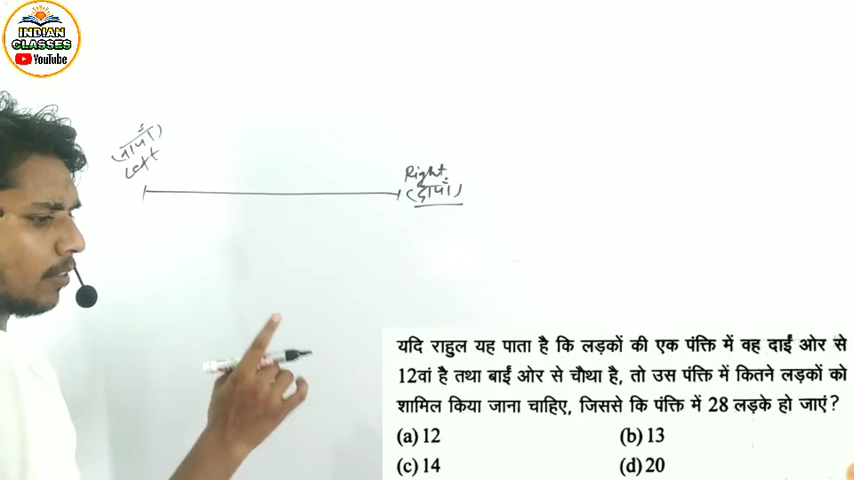 INDIAN
CLASSES
YouTube
(बायाँ)
Left
Right
(दायाँ)
यदि राहुल यह पाता है कि लड़कों की एक पंक्ति में वह दाईं ओर से
12वां है तथा बाईं ओर से चौथा है, तो उस पंक्ति में कितने लड़कों को
शामिल किया जाना चाहिए, जिससे कि पंक्ति में 28 लड़के हो जाएं?
(a) 12 (b) 13
(c) 14 (d) 20